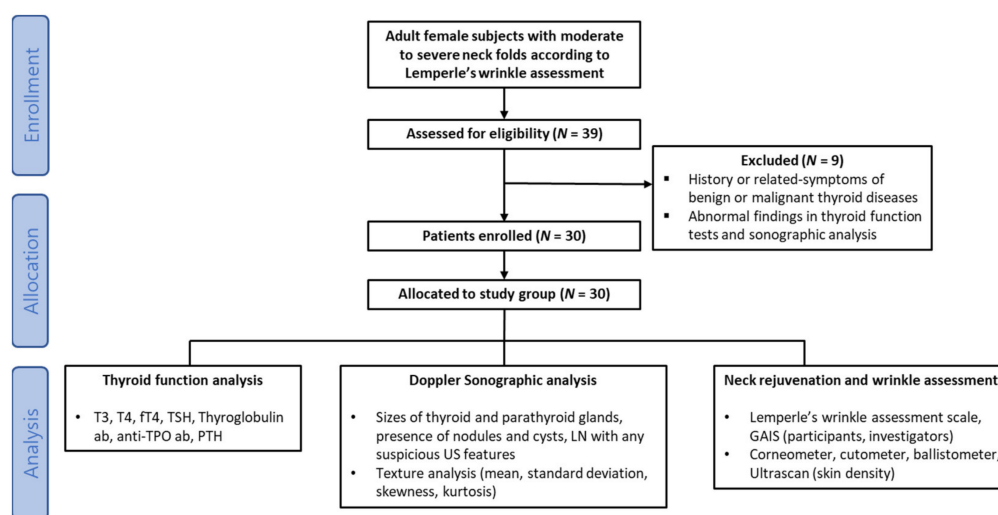 Enrollment
Adult female subjects with moderate
to severe neck folds according to
Lemperle's wrinkle assessment
Assessed for eligibility (N = 39)
Excluded (N = 9)
▪ History or related-symptoms of
benign or malignant thyroid diseases
▪ Abnormal findings in thyroid function
tests and sonographic analysis
Allocation
Patients enrolled (N = 30)
Allocated to study group (N = 30)
Analysis
Thyroid function analysis
• T3, T4, fT4, TSH, Thyroglobulin
ab, anti-TPO ab, PTH
Doppler Sonographic analysis
• Sizes of thyroid and parathyroid glands,
presence of nodules and cysts, LN with any
suspicious US features
• Texture analysis (mean, standard deviation,
skewness, kurtosis)
Neck rejuvenation and wrinkle assessment
• Lemperle's wrinkle assessment scale,
GAIS (participants, investigators)
• Corneometer, cutometer, ballistometer,
Ultrascan (skin density)